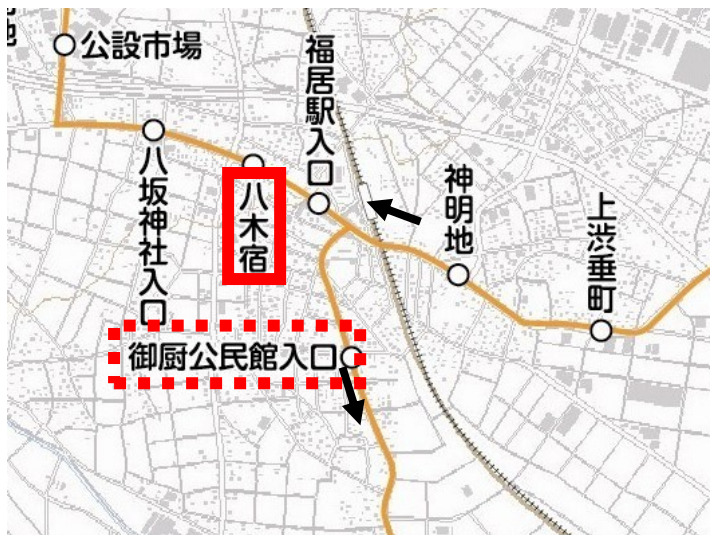 公設市場
福居駅入口
八坂神社入口
八木宿
神明地
上渋垂町
御厨公民館入口